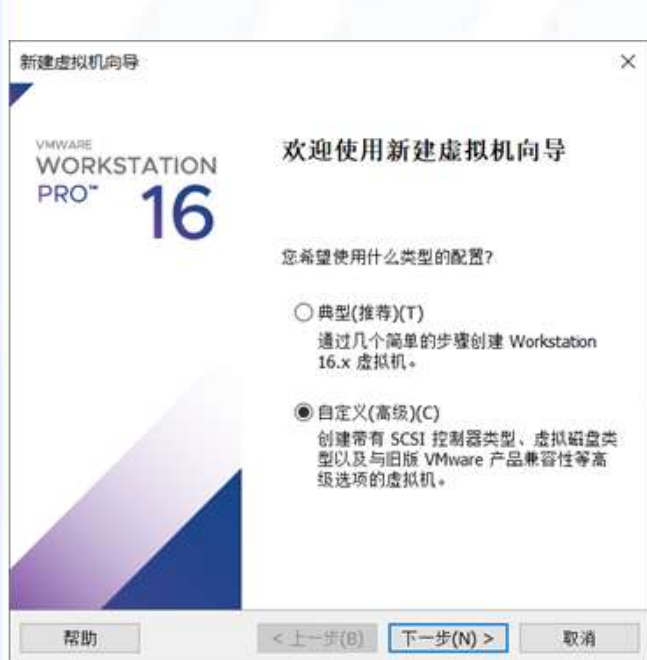 新建虚拟机向导
VMWARE
WORKSTATION
PRO™ 16
欢迎使用新建虚拟机向导
您希望使用什么类型的配置?
典型(推荐)(T)
通过几个简单的步骤创建 Workstation
16.x 虚拟机。
自定义(高级)(C)
创建带有 SCSI 控制器类型、虚拟磁盘类
型以及与旧版 VMware 产品兼容性等高
级选项的虚拟机。
帮助
< 上一步(B)
下一步(N) >
取消